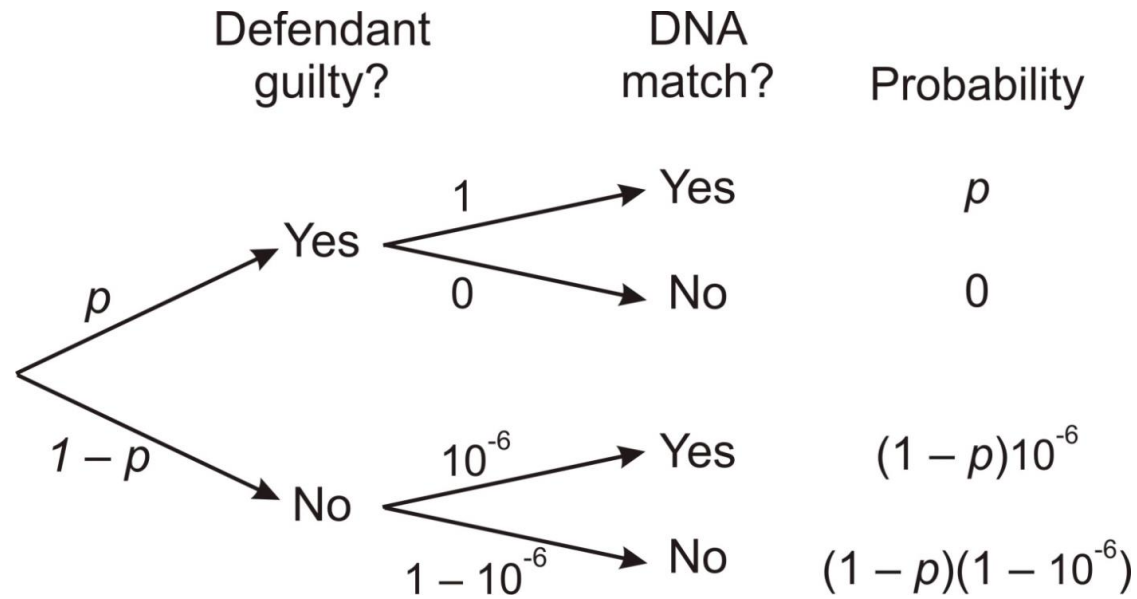 Defendant guilty?
DNA match?
Probability
p
Yes
1
Yes
p
0
No
0
1 – p
No
10⁻⁶
Yes
(1 – p)10⁻⁶
1 – 10⁻⁶
No
(1 – p)(1 – 10⁻⁶)